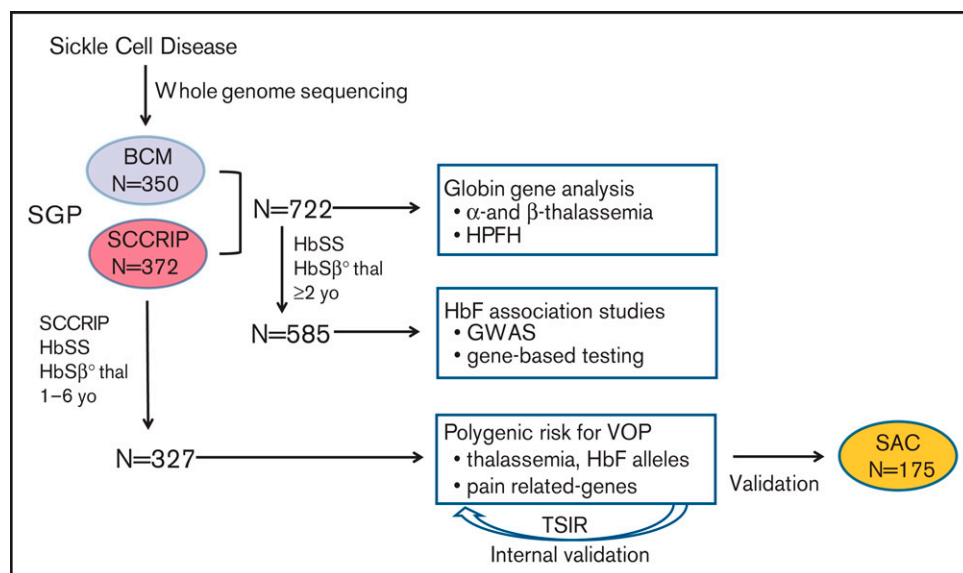 Sickle Cell Disease
Whole genome sequencing
BCM
N=350
SGP
SCCRIP
N=372
N=722
Globin gene analysis
• α-and β-thalassemia
• HPFH
HbSS
HbSβ° thal
≥2 yo
N=585
HbF association studies
• GWAS
• gene-based testing
SCCRIP
HbSS
HbSβ° thal
1–6 yo
N=327
Polygenic risk for VOP
• thalassemia, HbF alleles
• pain related-genes
TSIR
Internal validation
Validation
SAC
N=175